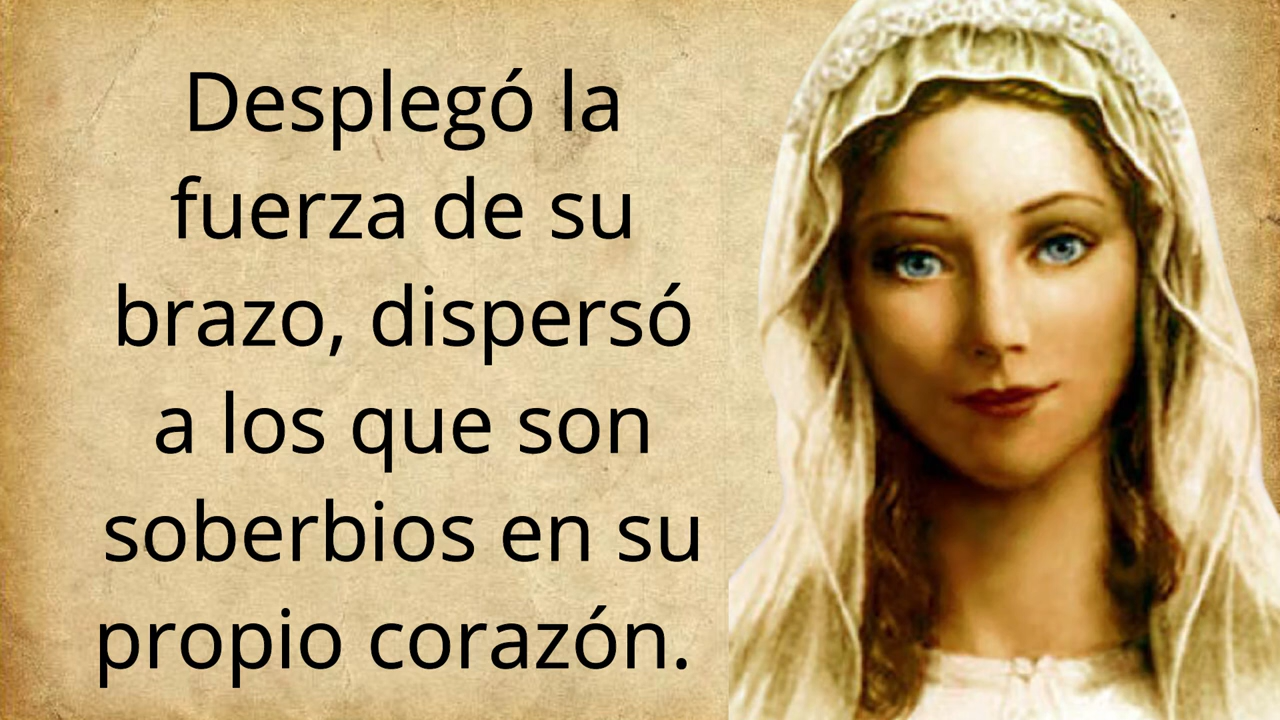 Desplegó la
fuerza de su
brazo, dispersó
a los que son
soberbios en su
propio corazón.